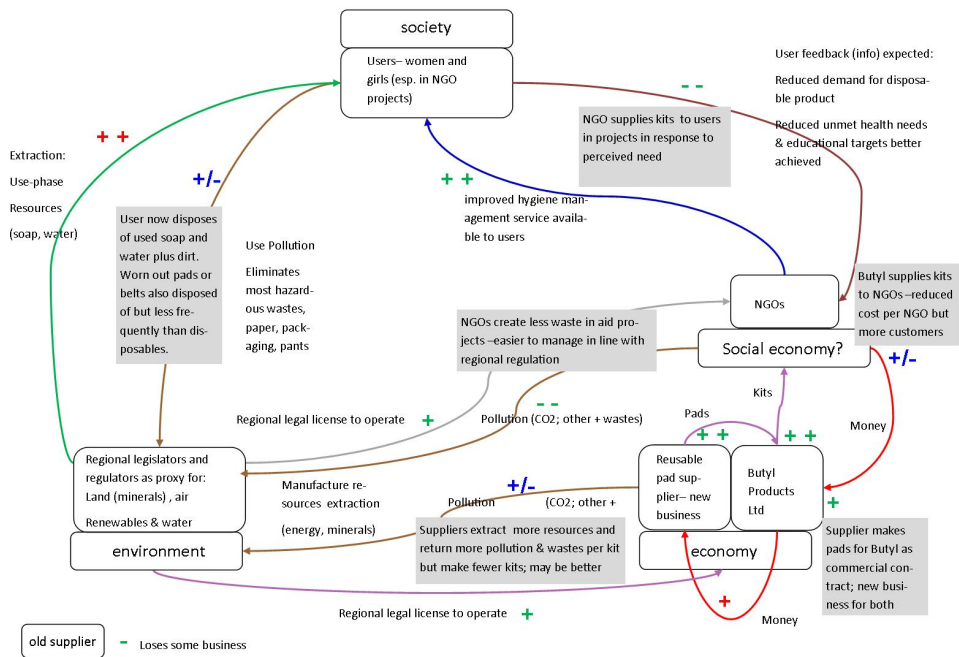 society
Users– women and
girls (esp. in NGO
projects)
User feedback (info) expected:
Reduced demand for disposa-
ble product
Reduced unmet health needs
& educational targets better
achieved
- -
NGO supplies kits to users
in projects in response to
perceived need
+ +
Extraction:
Use-phase
Resources
(soap, water)
+/-
User now disposes
of used soap and
water plus dirt.
Worn out pads or
belts also disposed
of but less fre-
quently than dis-
posables.
+ +
improved hygiene man-
agement service availa-
ble to users
Use Pollution
Eliminates
most hazard-
ous wastes,
paper, pack-
aging, pants
NGOs
Butyl supplies kits
to NGOs –reduced
cost per NGO but
more customers
NGOs create less waste in aid pro-
jects –easier to manage in line with
regional regulation
Social economy?
+/-
Kits
Regional legal license to operate +
- -
Pollution (CO2; other + wastes)
Pads
+ +
+ +
Money
Regional legislators and
regulators as proxy for:
Land (minerals) , air
Renewables & water
environment
Manufacture re-
sources extraction
(energy, minerals)
+/-
Pollution (CO2; other +
Suppliers extract more resources and
return more pollution & wastes per kit
but make fewer kits; may be better
Reusable
pad sup-
plier– new
business
Butyl
Products
Ltd
economy
+
Supplier makes
pads for Butyl as
commercial con-
tract; new busi-
ness for both
+
Money
Regional legal license to operate +
old supplier
- Loses some business